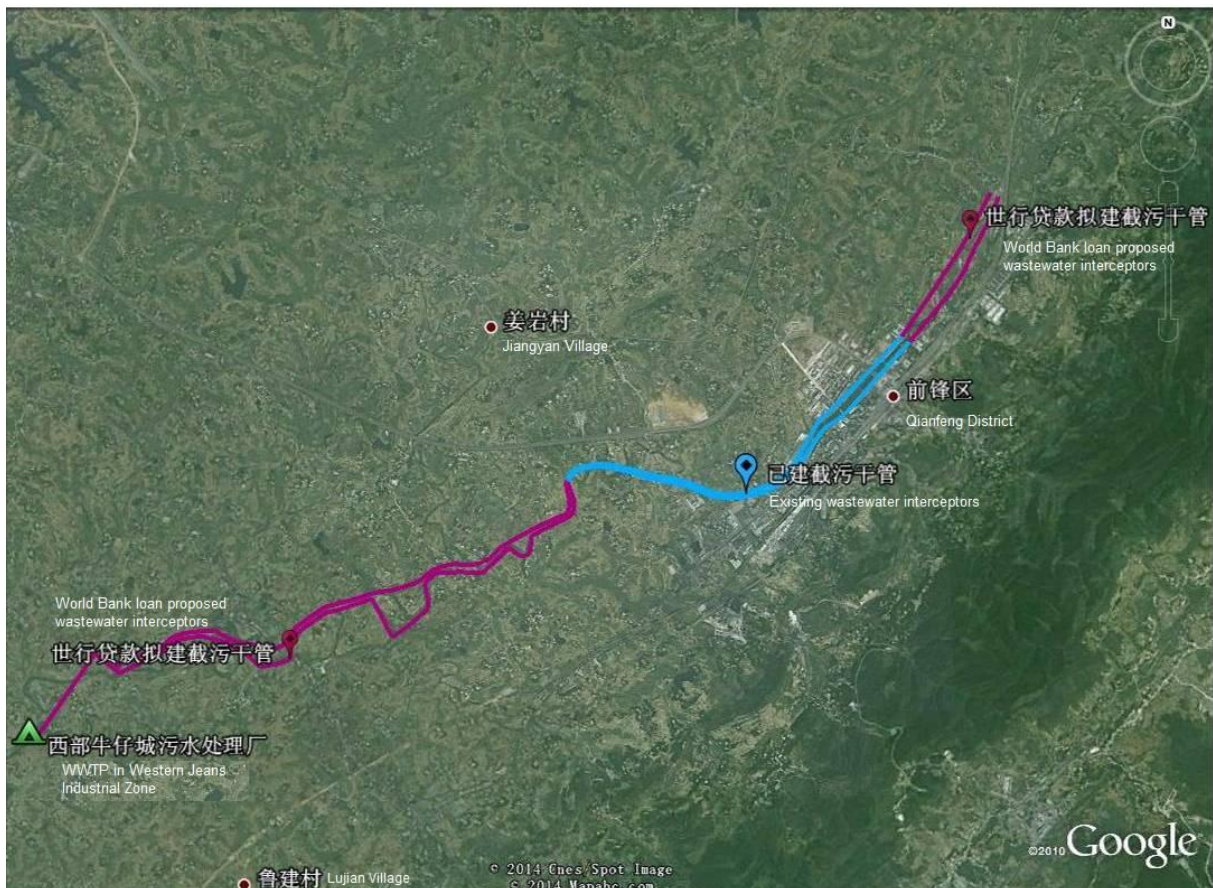 N
世行贷款拟建截污干管
World Bank loan proposed
wastewater interceptors
姜岩村
Jiangyan Village
前锋区
Qianfeng District
已建截污干管
Existing wastewater interceptors
World Bank loan proposed
wastewater interceptors
世行贷款拟建截污干管
西部牛仔城污水处理厂
WWTP in Western Jeans
Industrial Zone
©2010 Google
鲁建村 Lujian Village
© 2014 Cnes/Spot Image
© 2014 Mapabc.com